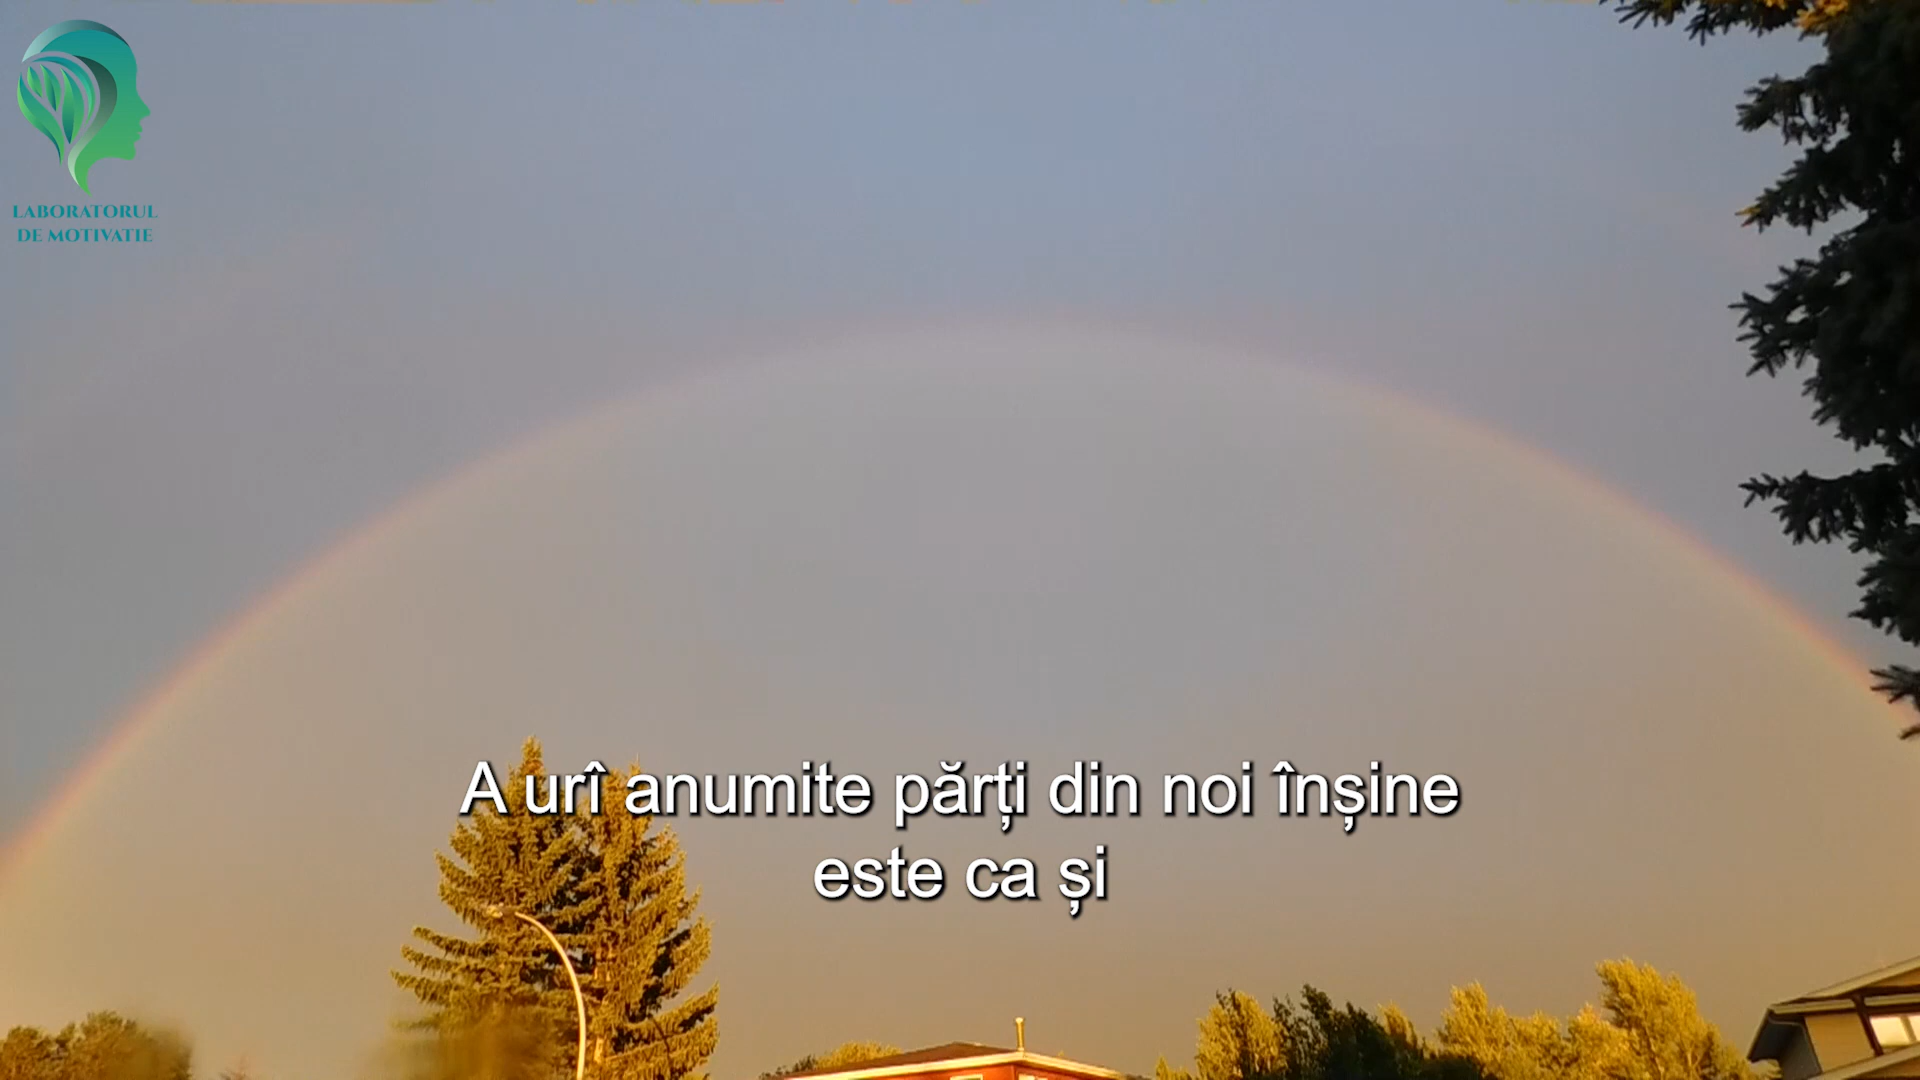 LABORATORUL
DE MOTIVATIE
A urî anumite părți din noi înșine
este ca și